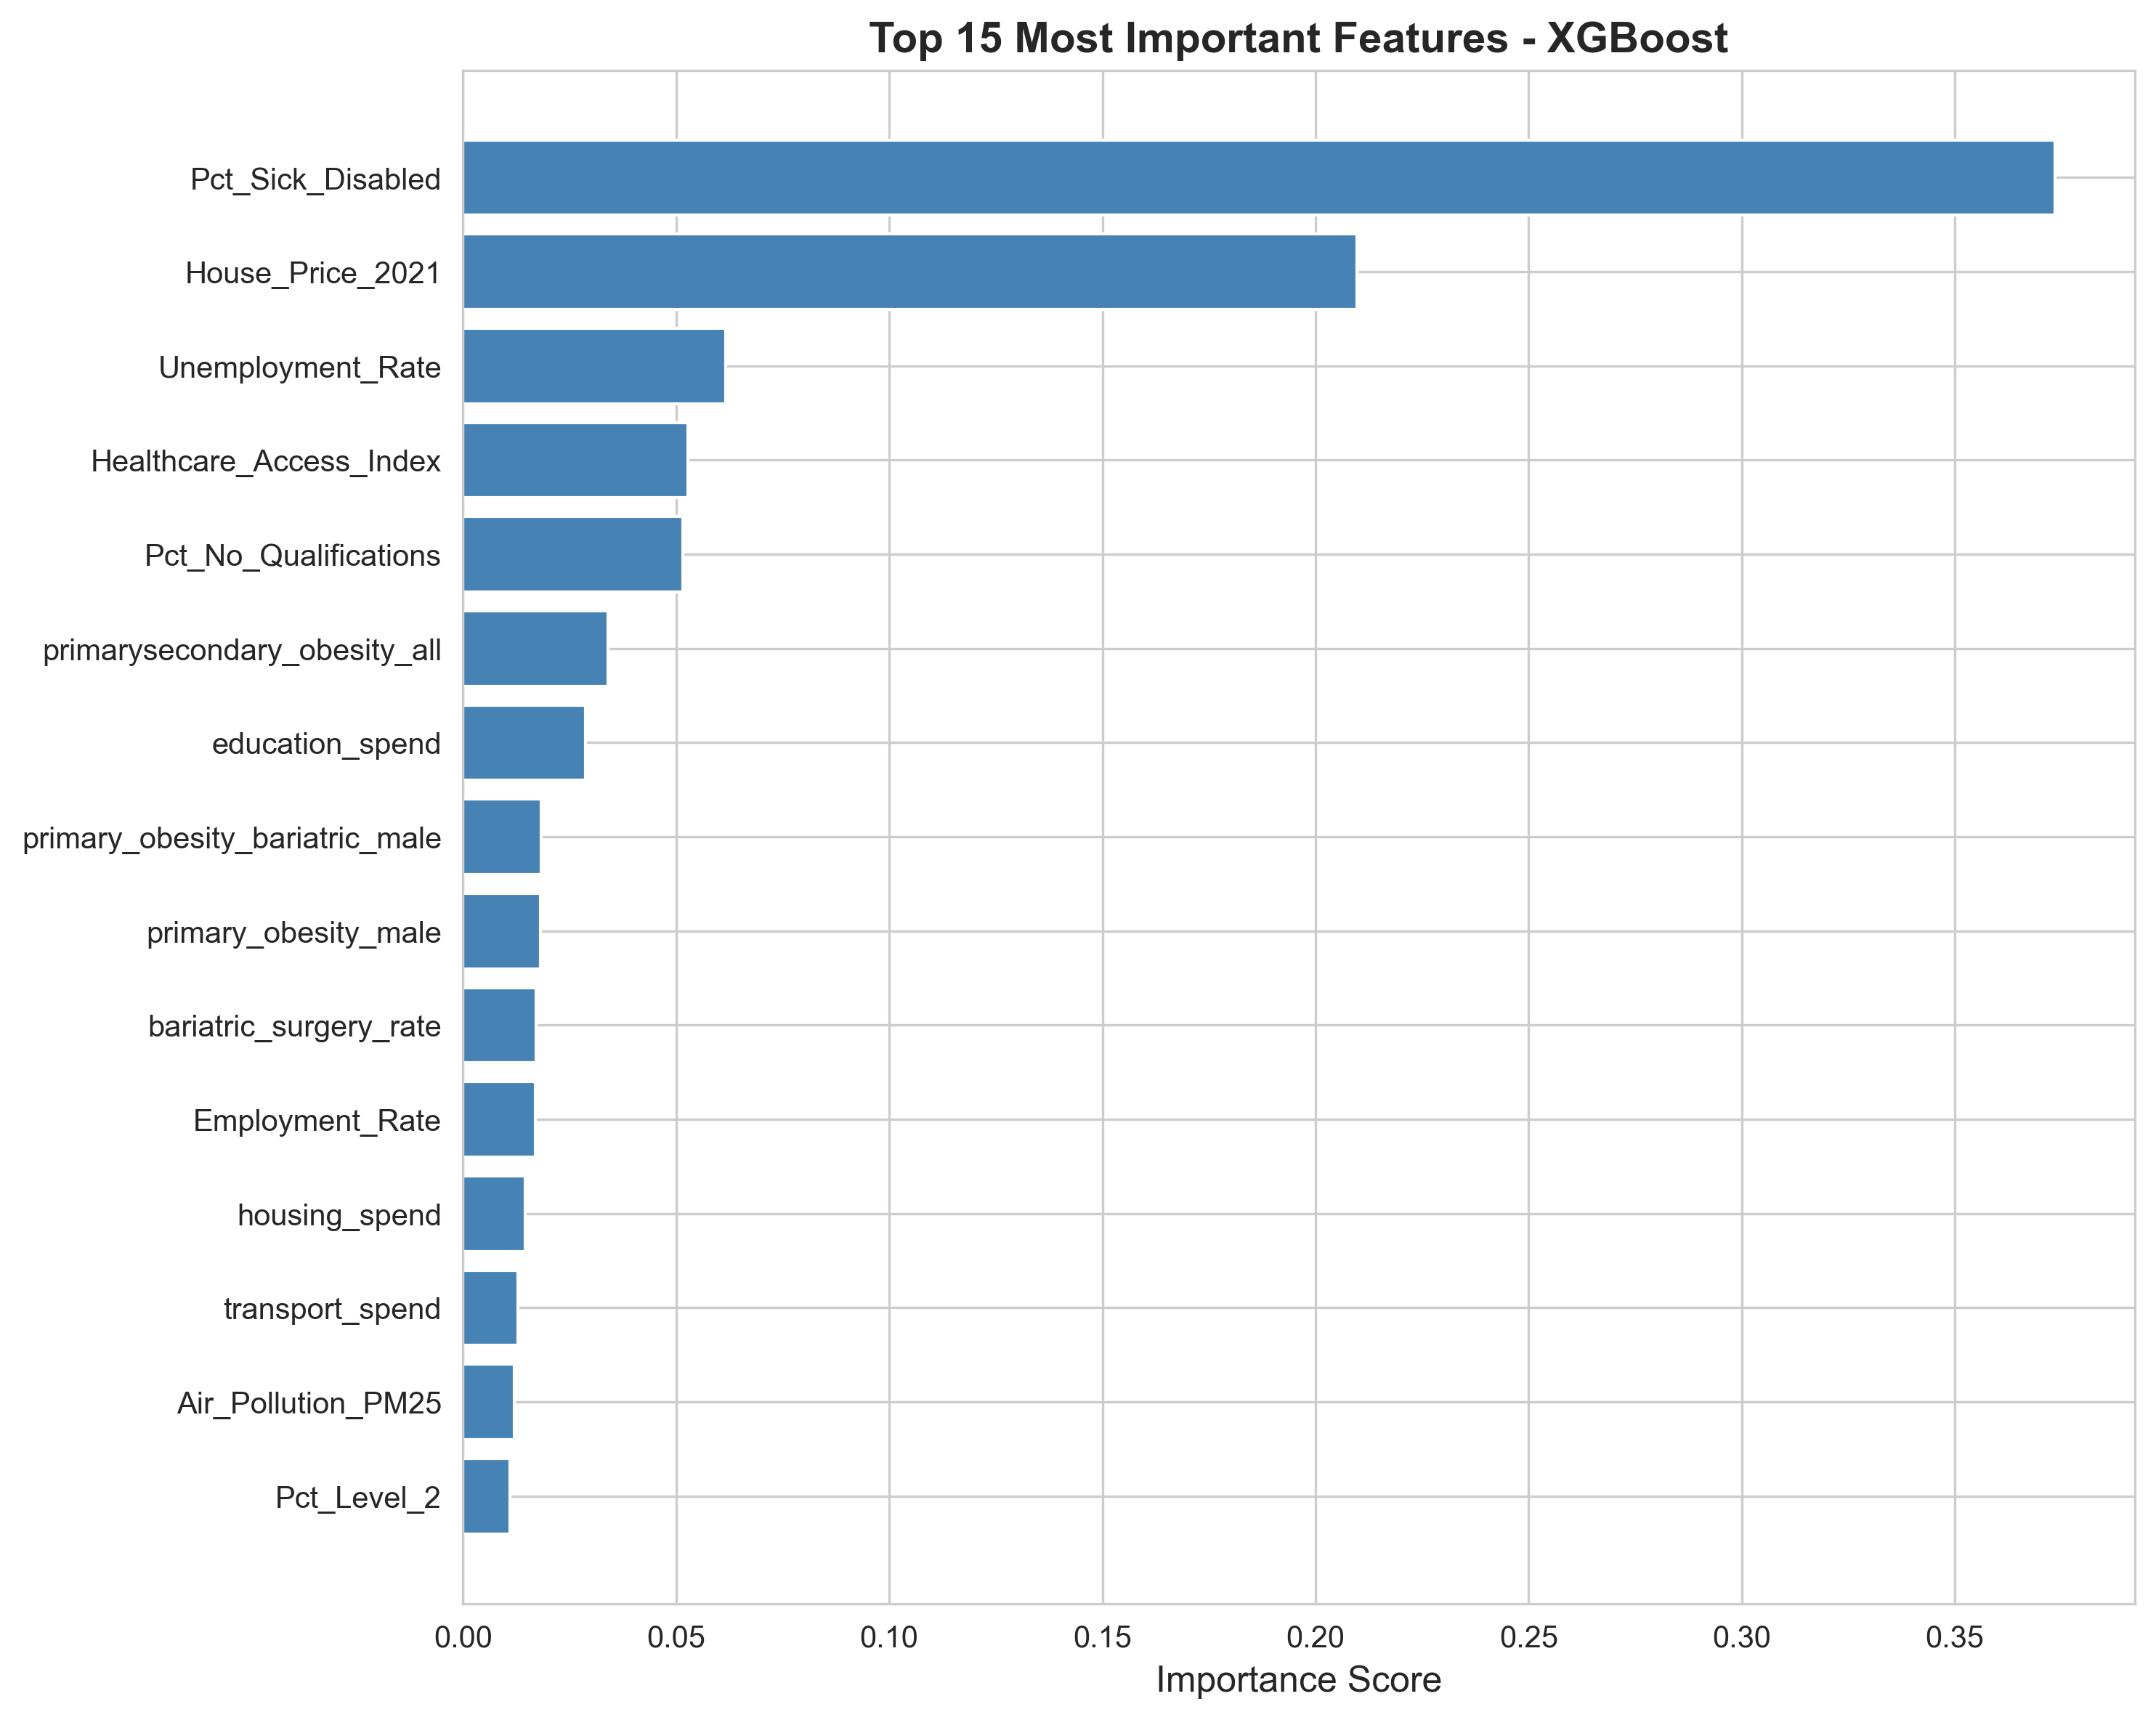 Top 15 Most Important Features - XGBoost
Pct_Sick_Disabled
House_Price_2021
Unemployment_Rate
Healthcare_Access_Index
Pct_No_Qualifications
primarysecondary_obesity_all
education_spend
primary_obesity_bariatric_male
primary_obesity_male
bariatric_surgery_rate
Employment_Rate
housing_spend
transport_spend
Air_Pollution_PM25
Pct_Level_2
0.00 0.05 0.10 0.15 0.20 0.25 0.30 0.35
Importance Score